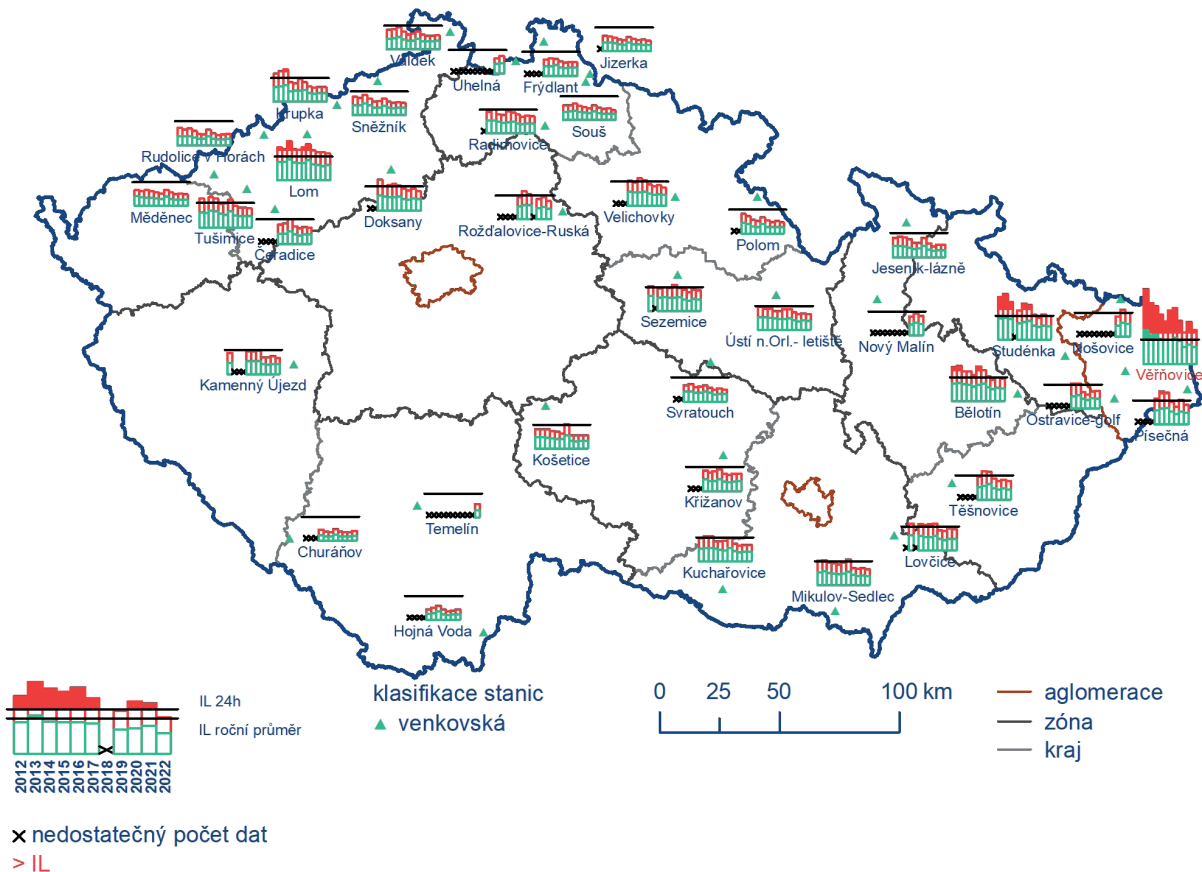 Valdek
Úhelná
Frýdlant
Jizerka
Krupka
Sněžník
Radimovice
Souš
Rudolice v Horách
Lom
Měděnec
Tušimice
Čeradice
Doksany
Rožďalovice-Ruská
Velichovky
Polom
Jeseník-lázně
Sezemice
Ústí n.Orl.- letiště
Nový Malín
Studénka
Nošovice
Věřňovice
Kamenný Újezd
Svratouch
Bělotín
Ostravice-golf
Písečná
Košetice
Křižanov
Těšnovice
Temelín
Churáňov
Kuchařovice
Lovčice
Mikulov-Sedlec
Hojná Voda
IL 24h
IL roční průměr
2012 2013 2014 2015 2016 2017 2018 2019 2020 2021 2022
klasifikace stanic
venkovská
0 25 50 100 km
aglomerace
zóna
kraj
× nedostatečný počet dat
> IL